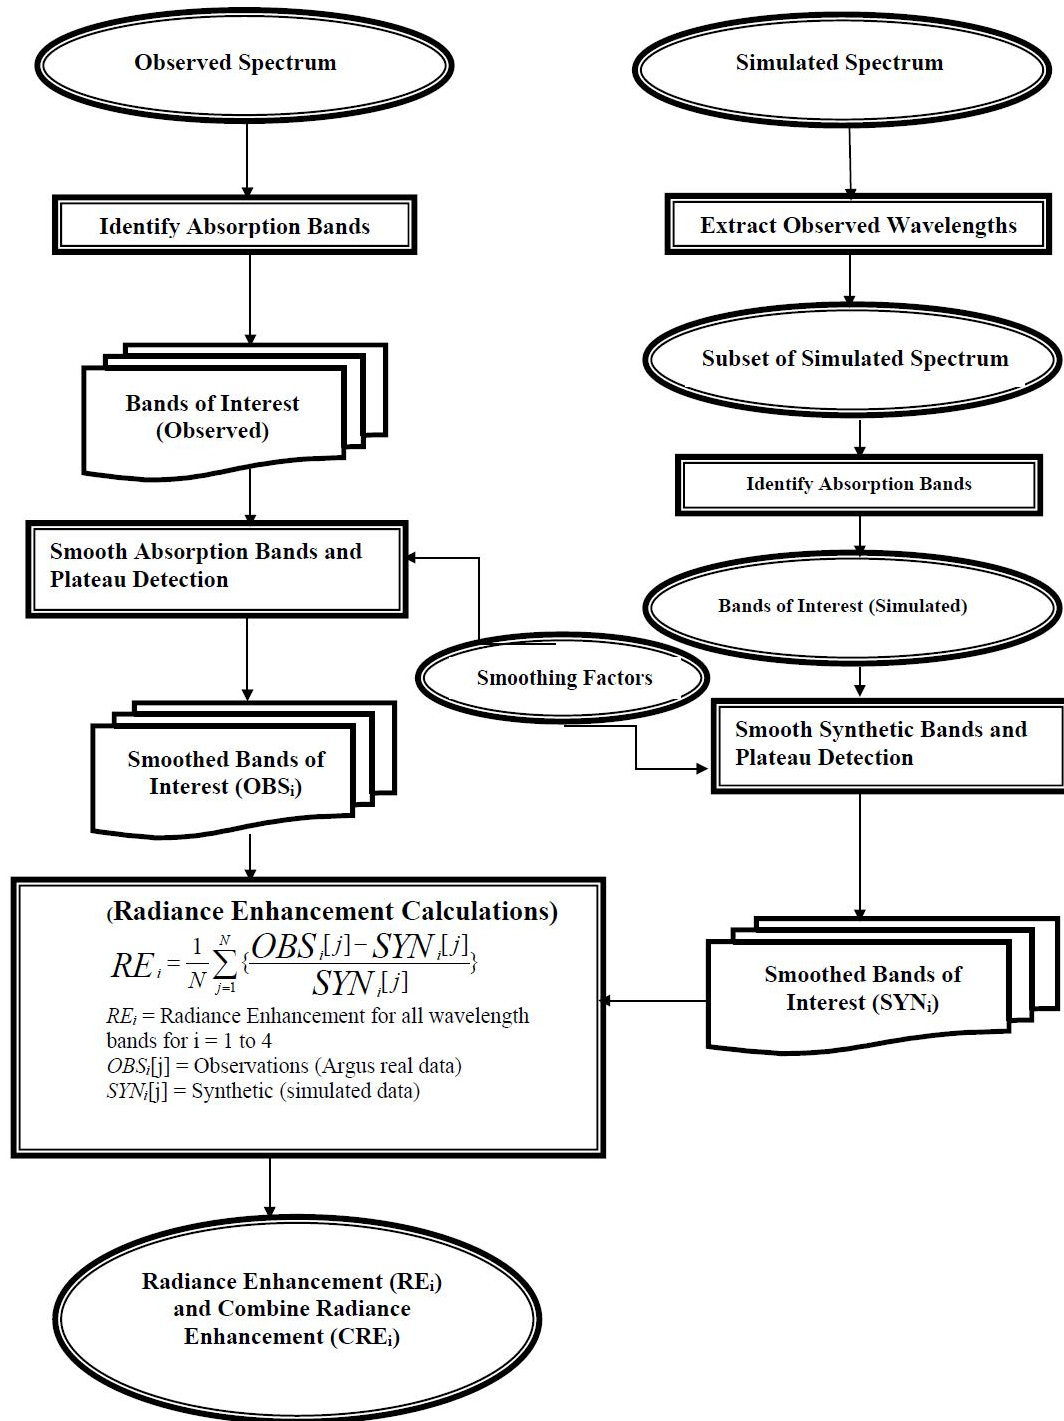 Observed Spectrum
Simulated Spectrum
Identify Absorption Bands
Extract Observed Wavelengths
Bands of Interest
(Observed)
Subset of Simulated Spectrum
Identify Absorption Bands
Smooth Absorption Bands and
Plateau Detection
Bands of Interest (Simulated)
Smoothing Factors
Smooth Synthetic Bands and
Plateau Detection
Smoothed Bands of
Interest (OBSᵢ)
(Radiance Enhancement Calculations)
REᵢ = 1/N ∑_{j=1}^{N} {(OBSᵢ[j] − SYNᵢ[j]) / SYNᵢ[j]}
REᵢ = Radiance Enhancement for all wavelength
bands for i = 1 to 4
OBSᵢ[j] = Observations (Argus real data)
SYNᵢ[j] = Synthetic (simulated data)
Smoothed Bands of
Interest (SYNᵢ)
Radiance Enhancement (REᵢ)
and Combine Radiance
Enhancement (CREᵢ)